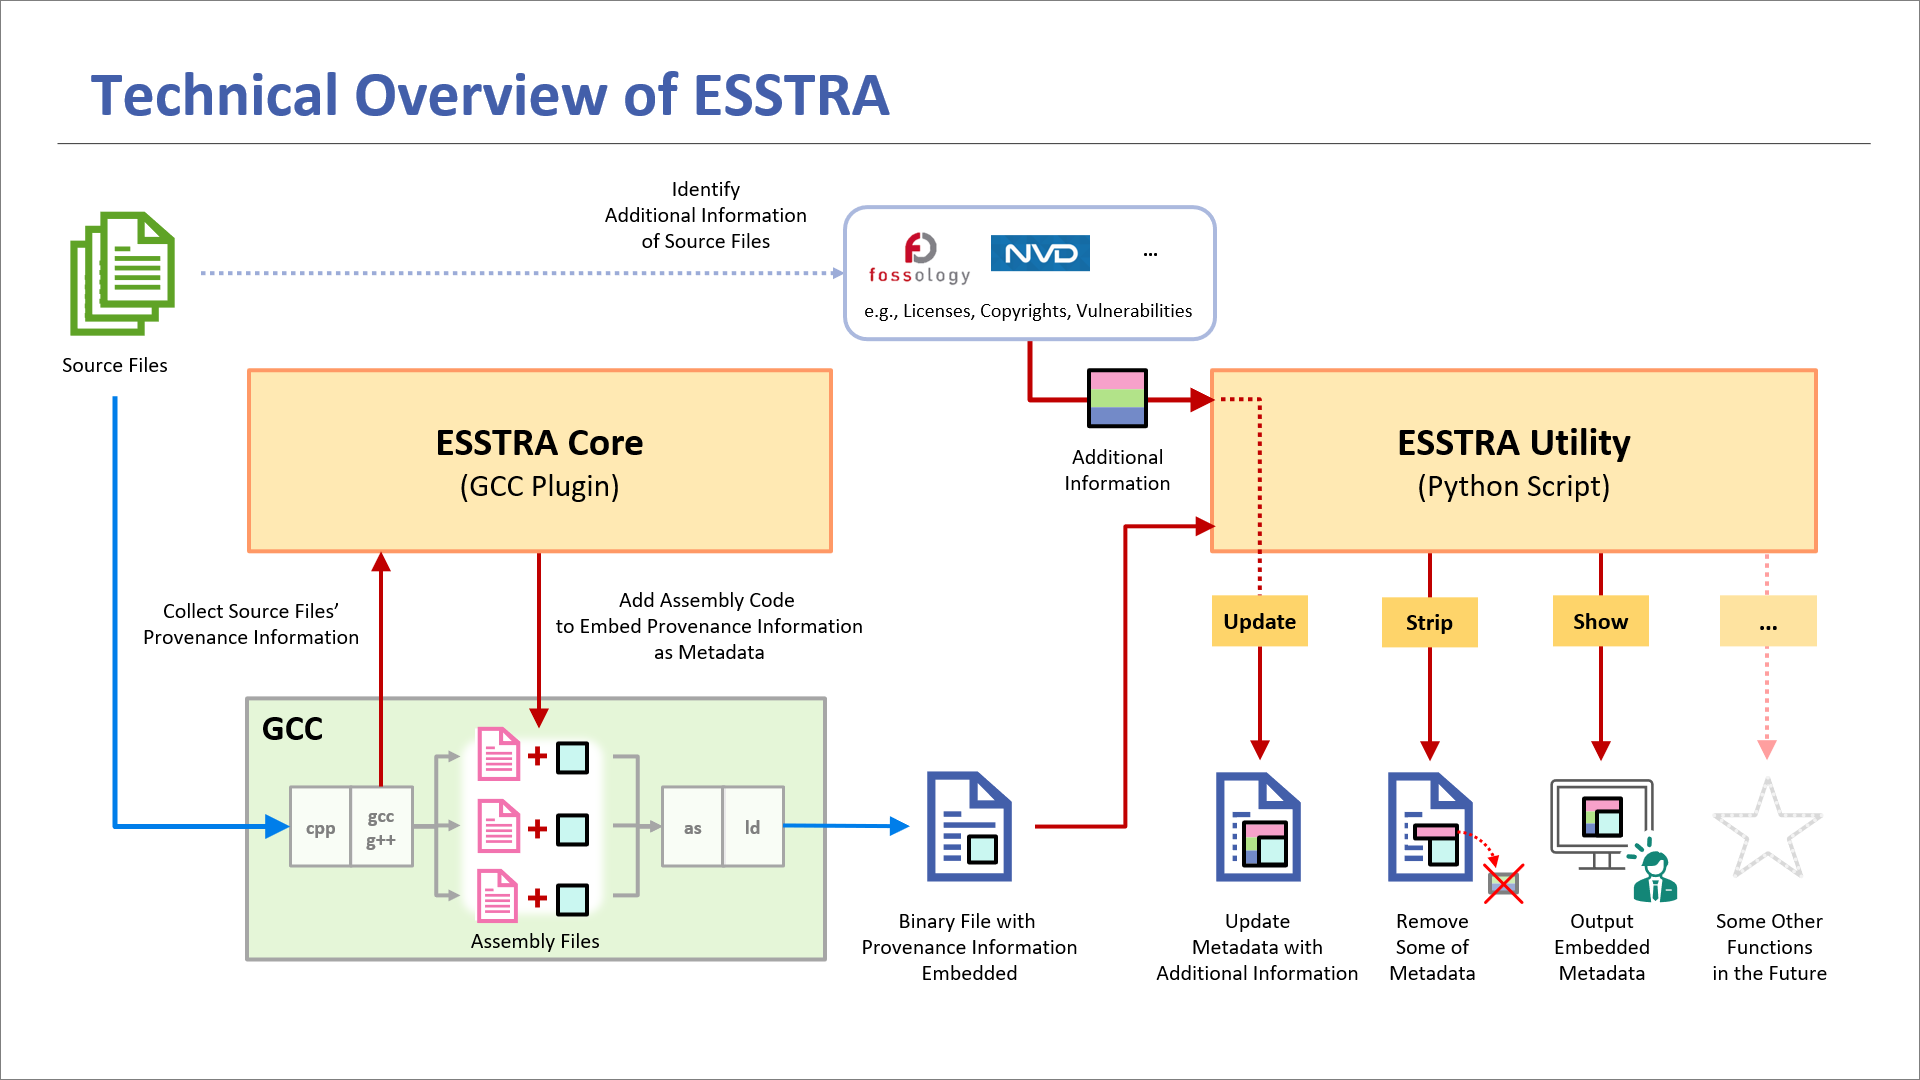 Technical Overview of ESSTRA
Identify
Additional Information
of Source Files
fossology
NVD
...
e.g., Licenses, Copyrights, Vulnerabilities
Source Files
ESSTRA Core
(GCC Plugin)
Additional
Information
ESSTRA Utility
(Python Script)
Collect Source Files’
Provenance Information
Add Assembly Code
to Embed Provenance Information
as Metadata
Update
Strip
Show
...
GCC
cpp
gcc
g++
as
ld
Assembly Files
Binary File with
Provenance Information
Embedded
Update
Metadata with
Additional Information
Remove
Some of
Metadata
Output
Embedded
Metadata
Some Other
Functions
in the Future